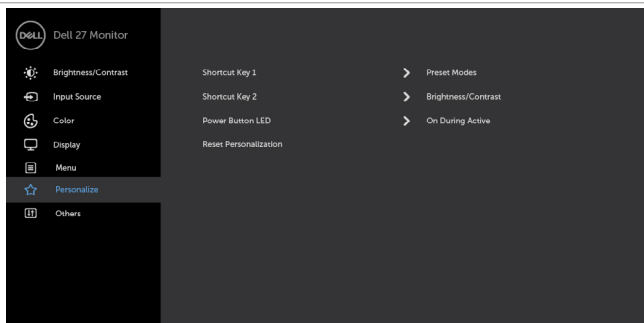 DELL Dell 27 Monitor
Brightness/Contrast
Input Source
Color
Display
Menu
Personalize
Others
Shortcut Key 1 Preset Modes
Shortcut Key 2 Brightness/Contrast
Power Button LED On During Active
Reset Personalization